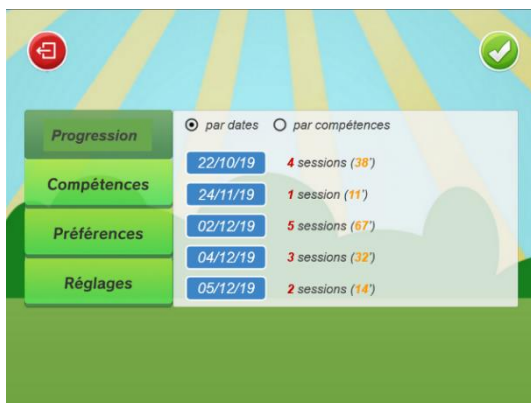 Progression
Compétences
Préférences
Réglages
par dates par compétences
22/10/19 4 sessions (38')
24/11/19 1 session (11')
02/12/19 5 sessions (67')
04/12/19 3 sessions (32')
05/12/19 2 sessions (14')